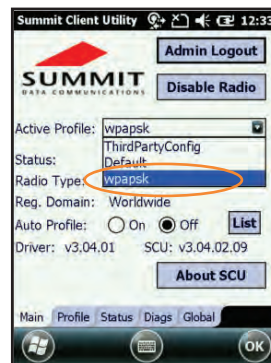 Summit Client Utility 12:33
Admin Logout
SUMMIT
DATA COMMUNICATIONS
Disable Radio
Active Profile: wpapsk
ThirdPartyConfig
Status: Default
Radio Type: wpapsk
Reg. Domain: Worldwide
Auto Profile: On Off List
Driver: v3.04.01 SCU: v3.04.02.09
About SCU
Main Profile Status Diags Global
OK